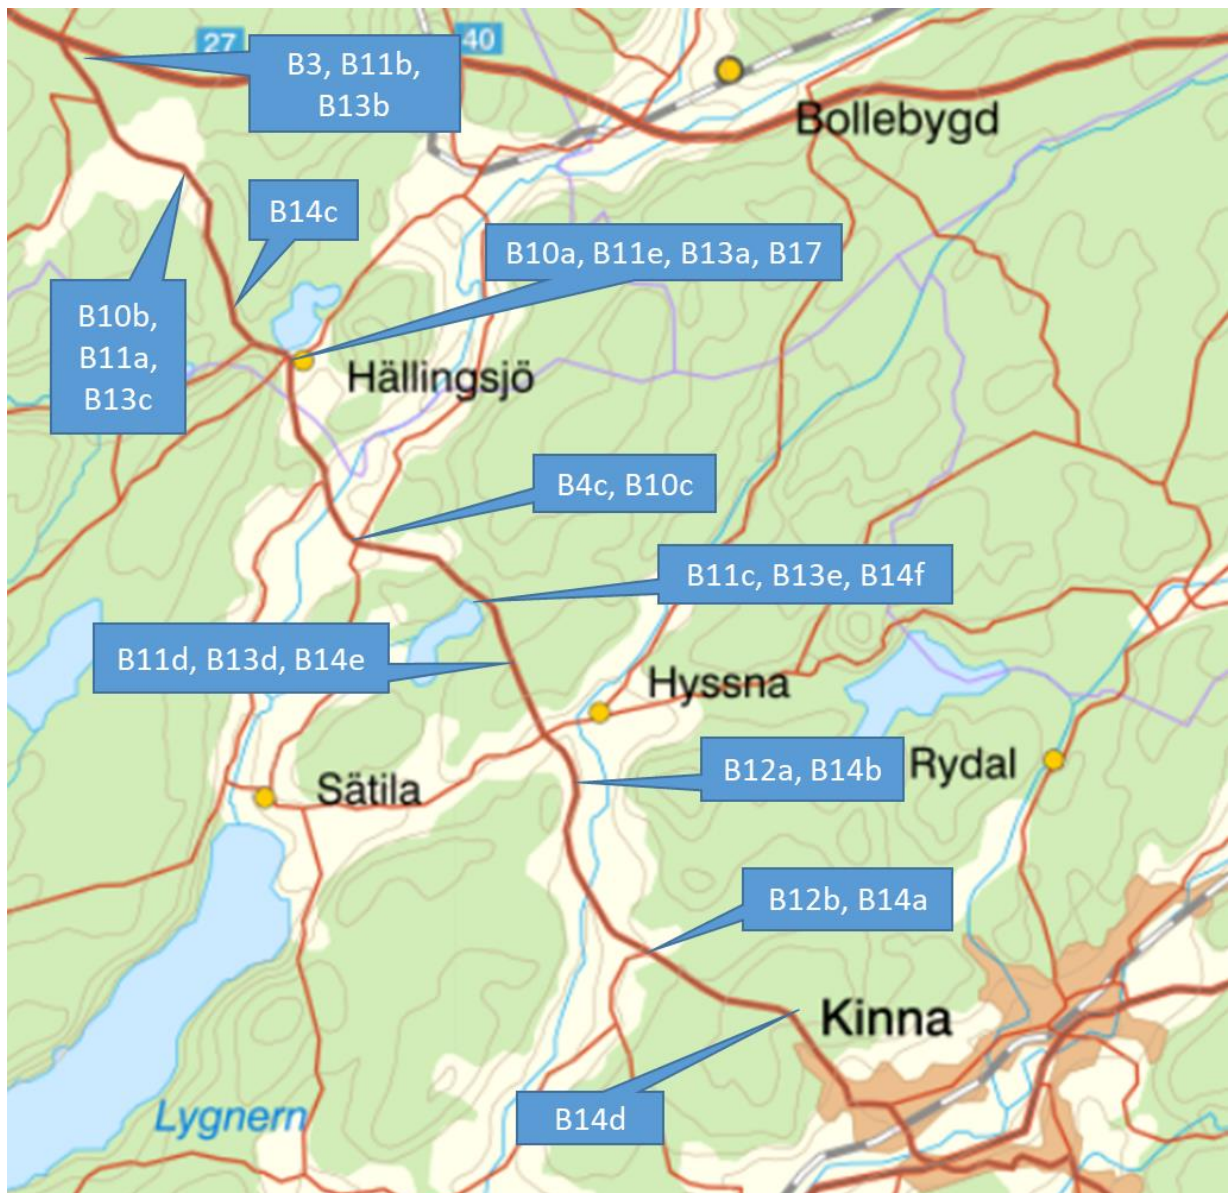 27
40
B3, B11b,
B13b
Bollebygd
B14c
B10a, B11e, B13a, B17
B10b,
B11a,
B13c
Hällingsjö
B4c, B10c
B11c, B13e, B14f
B11d, B13d, B14e
Hyssna
B12a, B14b
Rydal
Sätila
B12b, B14a
Kinna
B14d
Lygnern